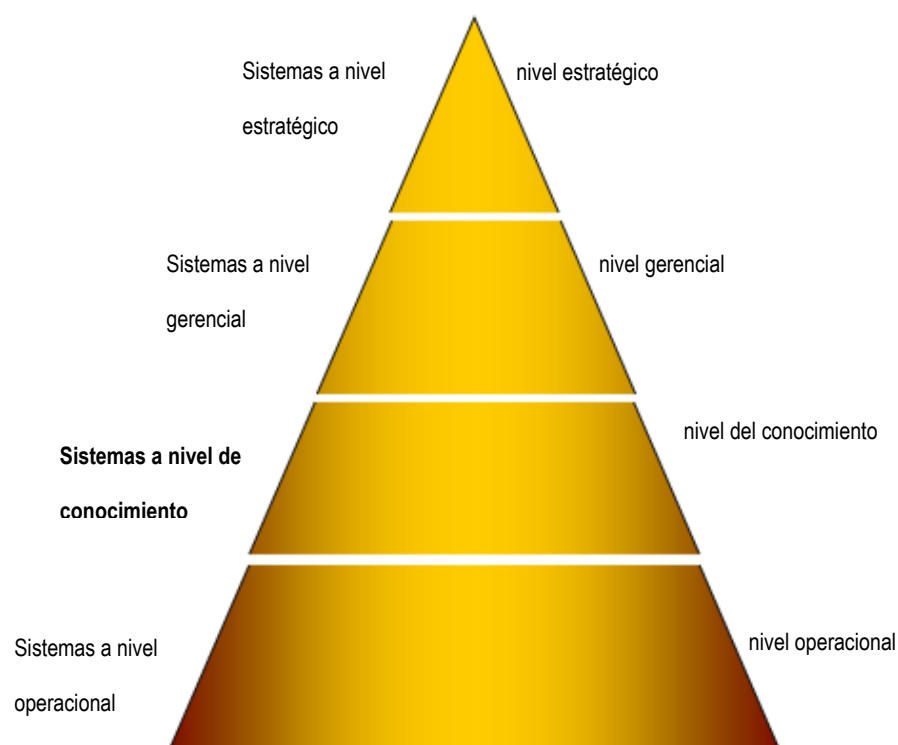 Sistemas a nivel
estratégico
nivel estratégico
Sistemas a nivel
gerencial
nivel gerencial
Sistemas a nivel de
conocimiento
nivel del conocimiento
Sistemas a nivel
operacional
nivel operacional